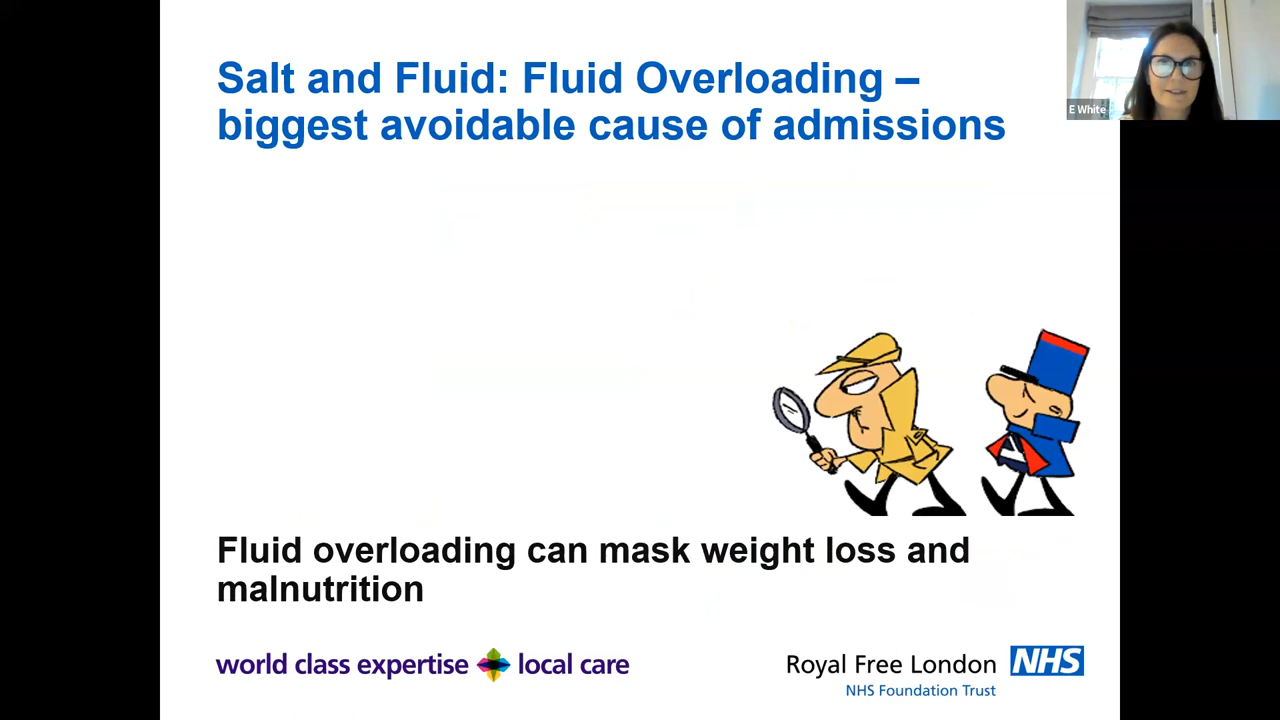 Salt and Fluid: Fluid Overloading –
biggest avoidable cause of admissions
E White
Fluid overloading can mask weight loss and
malnutrition
world class expertise local care
Royal Free London NHS
NHS Foundation Trust